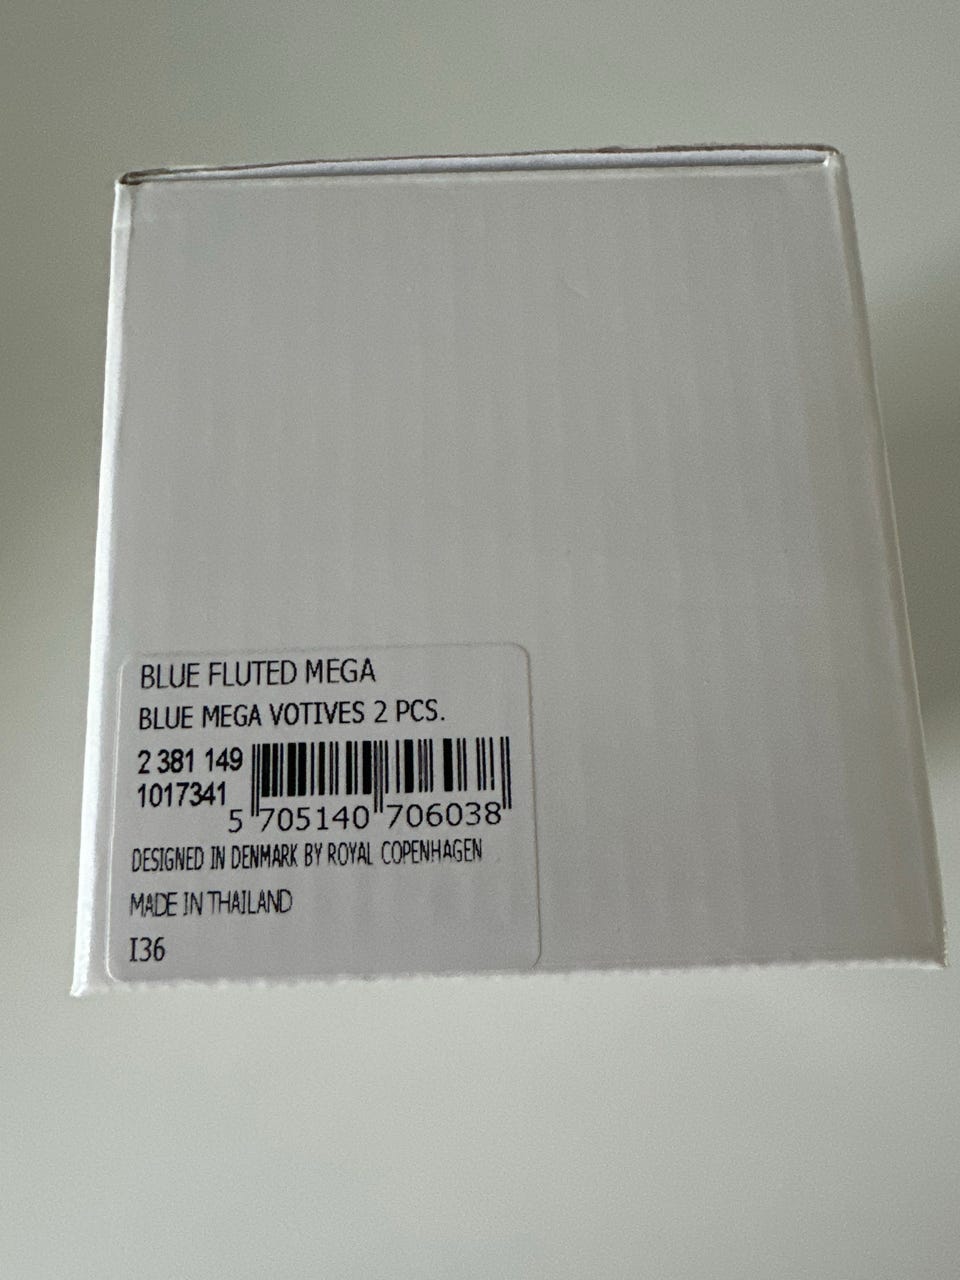 BLUE FLUTED MEGA
BLUE MEGA VOTIVES 2 PCS.
2 381 149
1017341
5 705140 706038
DESIGNED IN DENMARK BY ROYAL COPENHAGEN
MADE IN THAILAND
I36